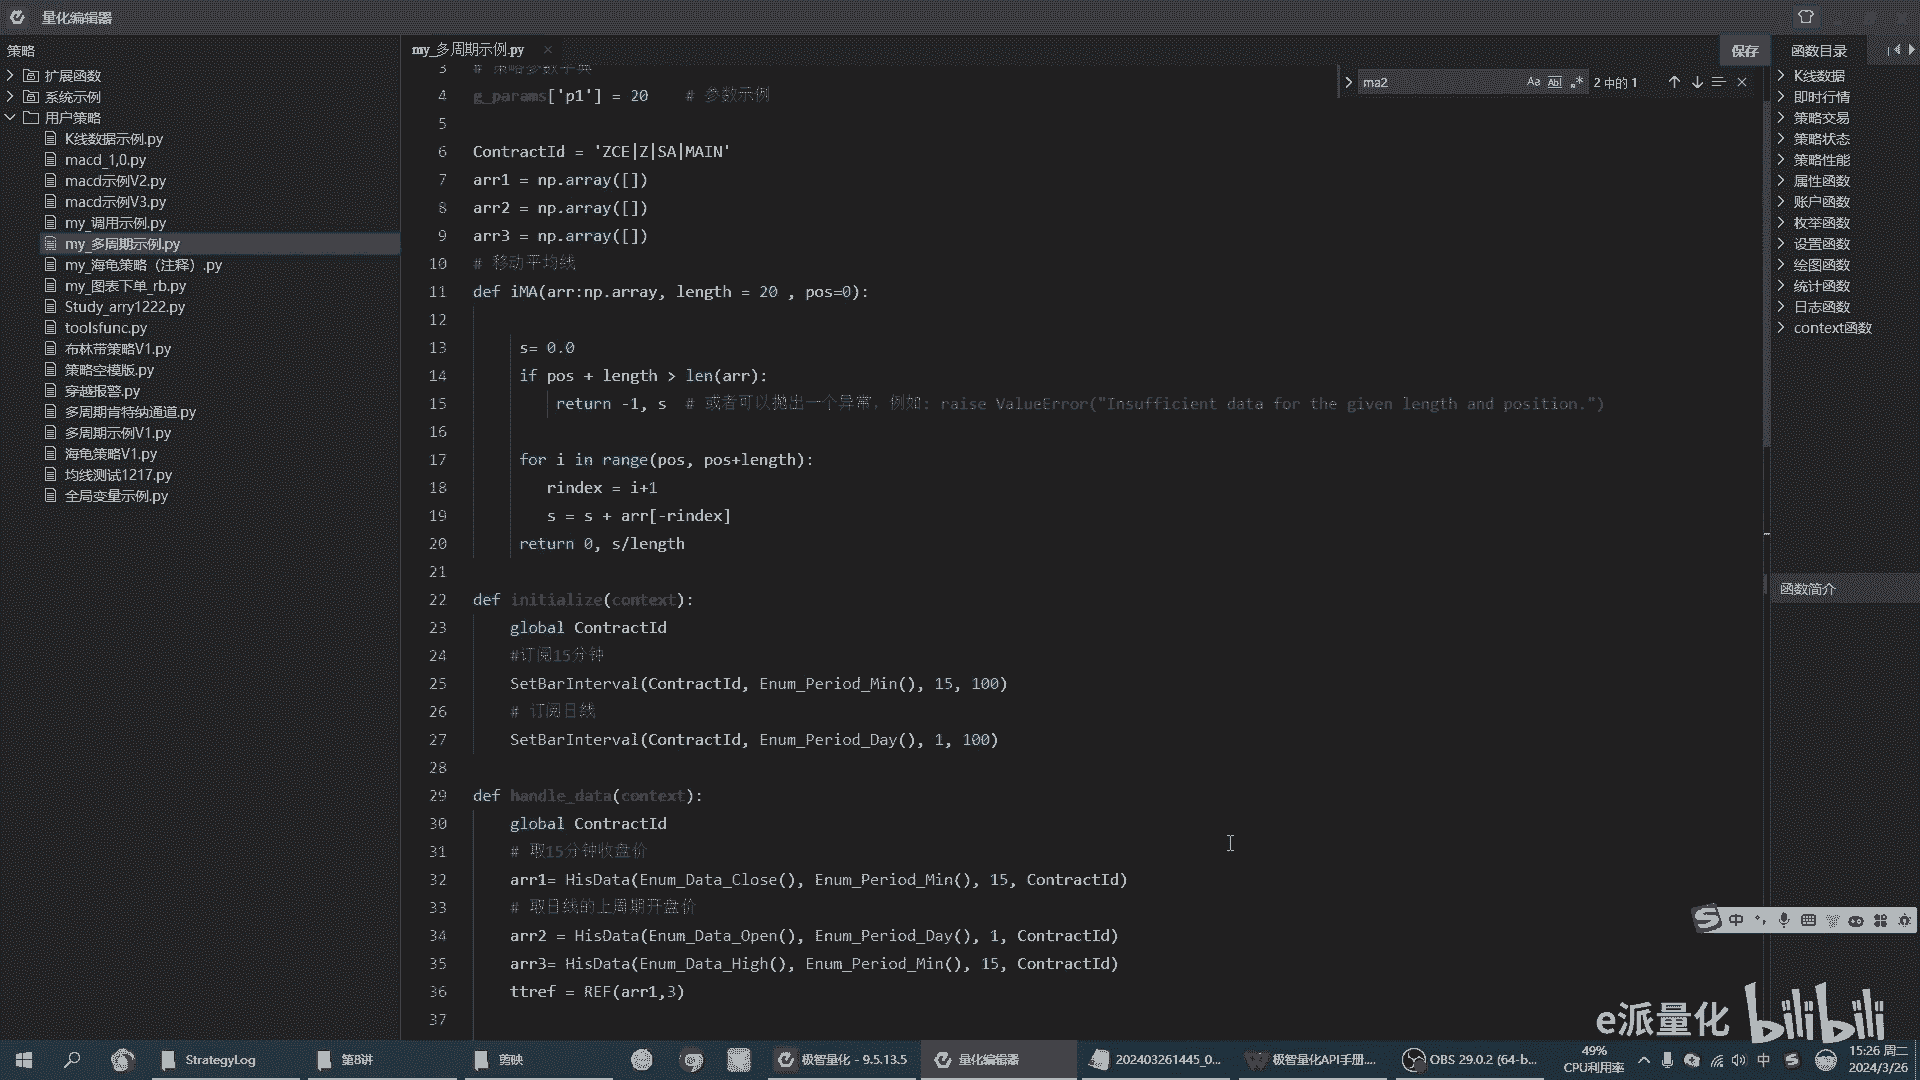 量化编辑器
策略
扩展函数
系统示例
用户策略
K线数据示例.py
macd_1,0.py
macd示例V2.py
macd示例V3.py
my_调用示例.py
my_多周期示例.py
my_海龟策略（注释）.py
my_图表下单_rb.py
Study_arry1222.py
toolsfunc.py
布林带策略V1.py
策略空模版.py
穿越报警.py
多周期肯特纳通道.py
多周期示例V1.py
海龟策略V1.py
均线测试1217.py
全局变量示例.py
my_多周期示例.py
保存
ma2
Aa
Abl
2 中的 1
3 # 策略参数字典
4 g_params['p1'] = 20    # 参数示例
5
6 ContractId = 'ZCE|Z|SA|MAIN'
7 arr1 = np.array([])
8 arr2 = np.array([])
9 arr3 = np.array([])
10 # 移动平均线
11 def iMA(arr:np.array, length = 20 , pos=0):
12
13 s= 0.0
14 if pos + length > len(arr):
15 return -1, s  # 或者可以抛出一个异常, 例如: raise ValueError("Insufficient data for the given length and position.")
16
17 for i in range(pos, pos+length):
18 rindex = i+1
19 s = s + arr[-rindex]
20 return 0, s/length
21
22 def initialize(context):
23 global ContractId
24 #订阅15分钟
25 SetBarInterval(ContractId, Enum_Period_Min(), 15, 100)
26 # 订阅日线
27 SetBarInterval(ContractId, Enum_Period_Day(), 1, 100)
28
29 def handle_data(context):
30 global ContractId
31 # 取15分钟收盘价
32 arr1= HisData(Enum_Data_Close(), Enum_Period_Min(), 15, ContractId)
33 # 取日线的上周期开盘价
34 arr2 = HisData(Enum_Data_Open(), Enum_Period_Day(), 1, ContractId)
35 arr3= HisData(Enum_Data_High(), Enum_Period_Min(), 15, ContractId)
36 ttref = REF(arr1,3)
37
函数目录
K线数据
即时行情
策略交易
策略状态
策略性能
属性函数
账户函数
枚举函数
设置函数
绘图函数
统计函数
日志函数
context函数
函数简介
中
e派量化 bilibili
StrategyLog
第8讲
剪映
极智量化 - 9.5.13.5
量化编辑器
202403261445_0...
极智量化API手册....
OBS 29.0.2 (64-b...
49%
CPU利用率
中
15:26 周二
2024/3/26